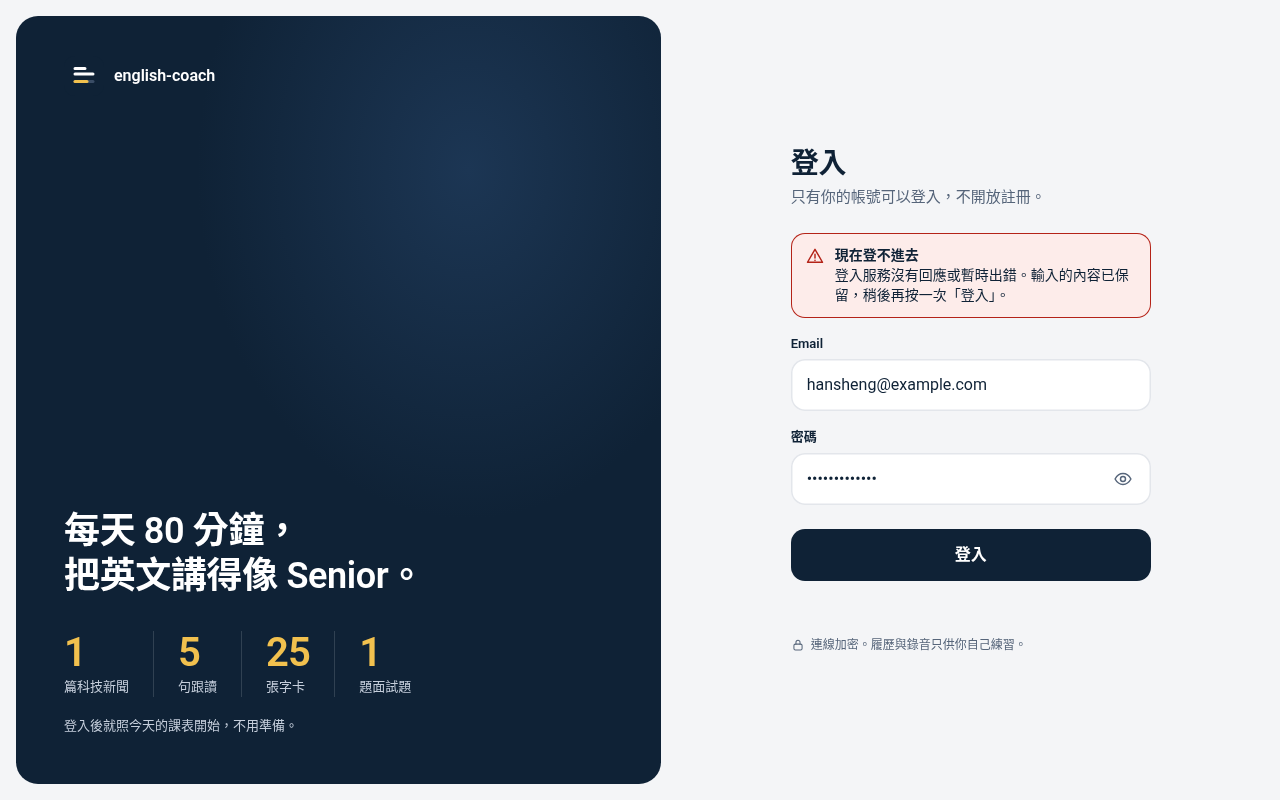 english-coach
每天 80 分鐘，
把英文講得像 Senior。
1
篇科技新聞
5
句跟讀
25
張字卡
1
題面試題
登入後就照今天的課表開始，不用準備。
登入
只有你的帳號可以登入，不開放註冊。
現在登不進去
登入服務沒有回應或暫時出錯。輸入的內容已保
留，稍後再按一次「登入」。
Email
hansheng@example.com
密碼
•••••••••••••
登入
連線加密。履歷與錄音只供你自己練習。